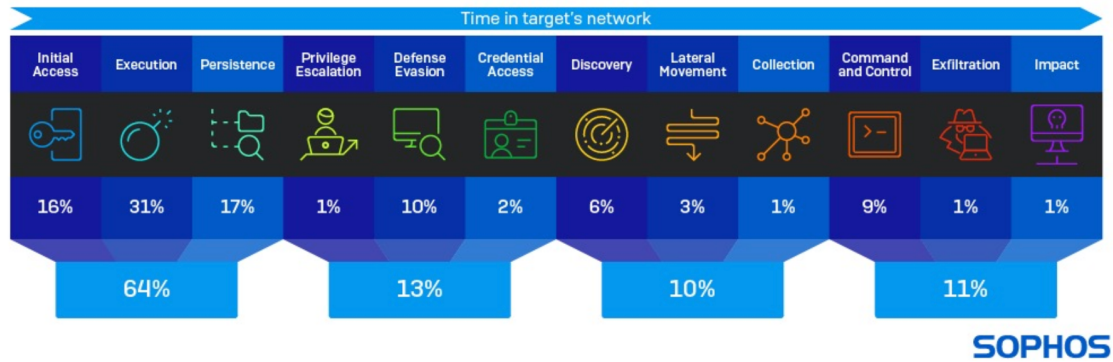 Time in target's network
Initial
Access
Execution
Persistence
Privilege
Escalation
Defense
Evasion
Credential
Access
Discovery
Lateral
Movement
Collection
Command
and Control
Exfiltration
Impact
>-
16%
31%
17%
1%
10%
2%
6%
3%
1%
9%
1%
1%
64%
13%
10%
11%
SOPHOS